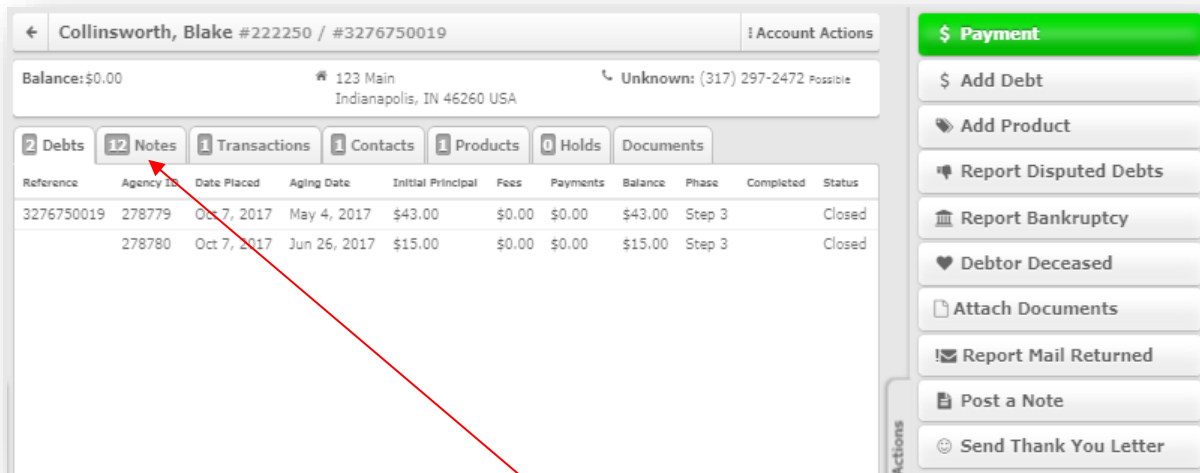 Collinsworth, Blake #222250 / #3276750019
Account Actions
Balance:$0.00
123 Main
Indianapolis, IN 46260 USA
Unknown: (317) 297-2472 Possible
2 Debts 12 Notes 1 Transactions 1 Contacts 1 Products 0 Holds Documents
Reference Agency ID Date Placed Aging Date Initial Principal Fees Payments Balance Phase Completed Status
3276750019 278779 Oct 7, 2017 May 4, 2017 $43.00 $0.00 $0.00 $43.00 Step 3 Closed
278780 Oct 7, 2017 Jun 26, 2017 $15.00 $0.00 $0.00 $15.00 Step 3 Closed
Actions
$ Payment
$ Add Debt
Add Product
Report Disputed Debts
Report Bankruptcy
Debtor Deceased
Attach Documents
Report Mail Returned
Post a Note
Send Thank You Letter